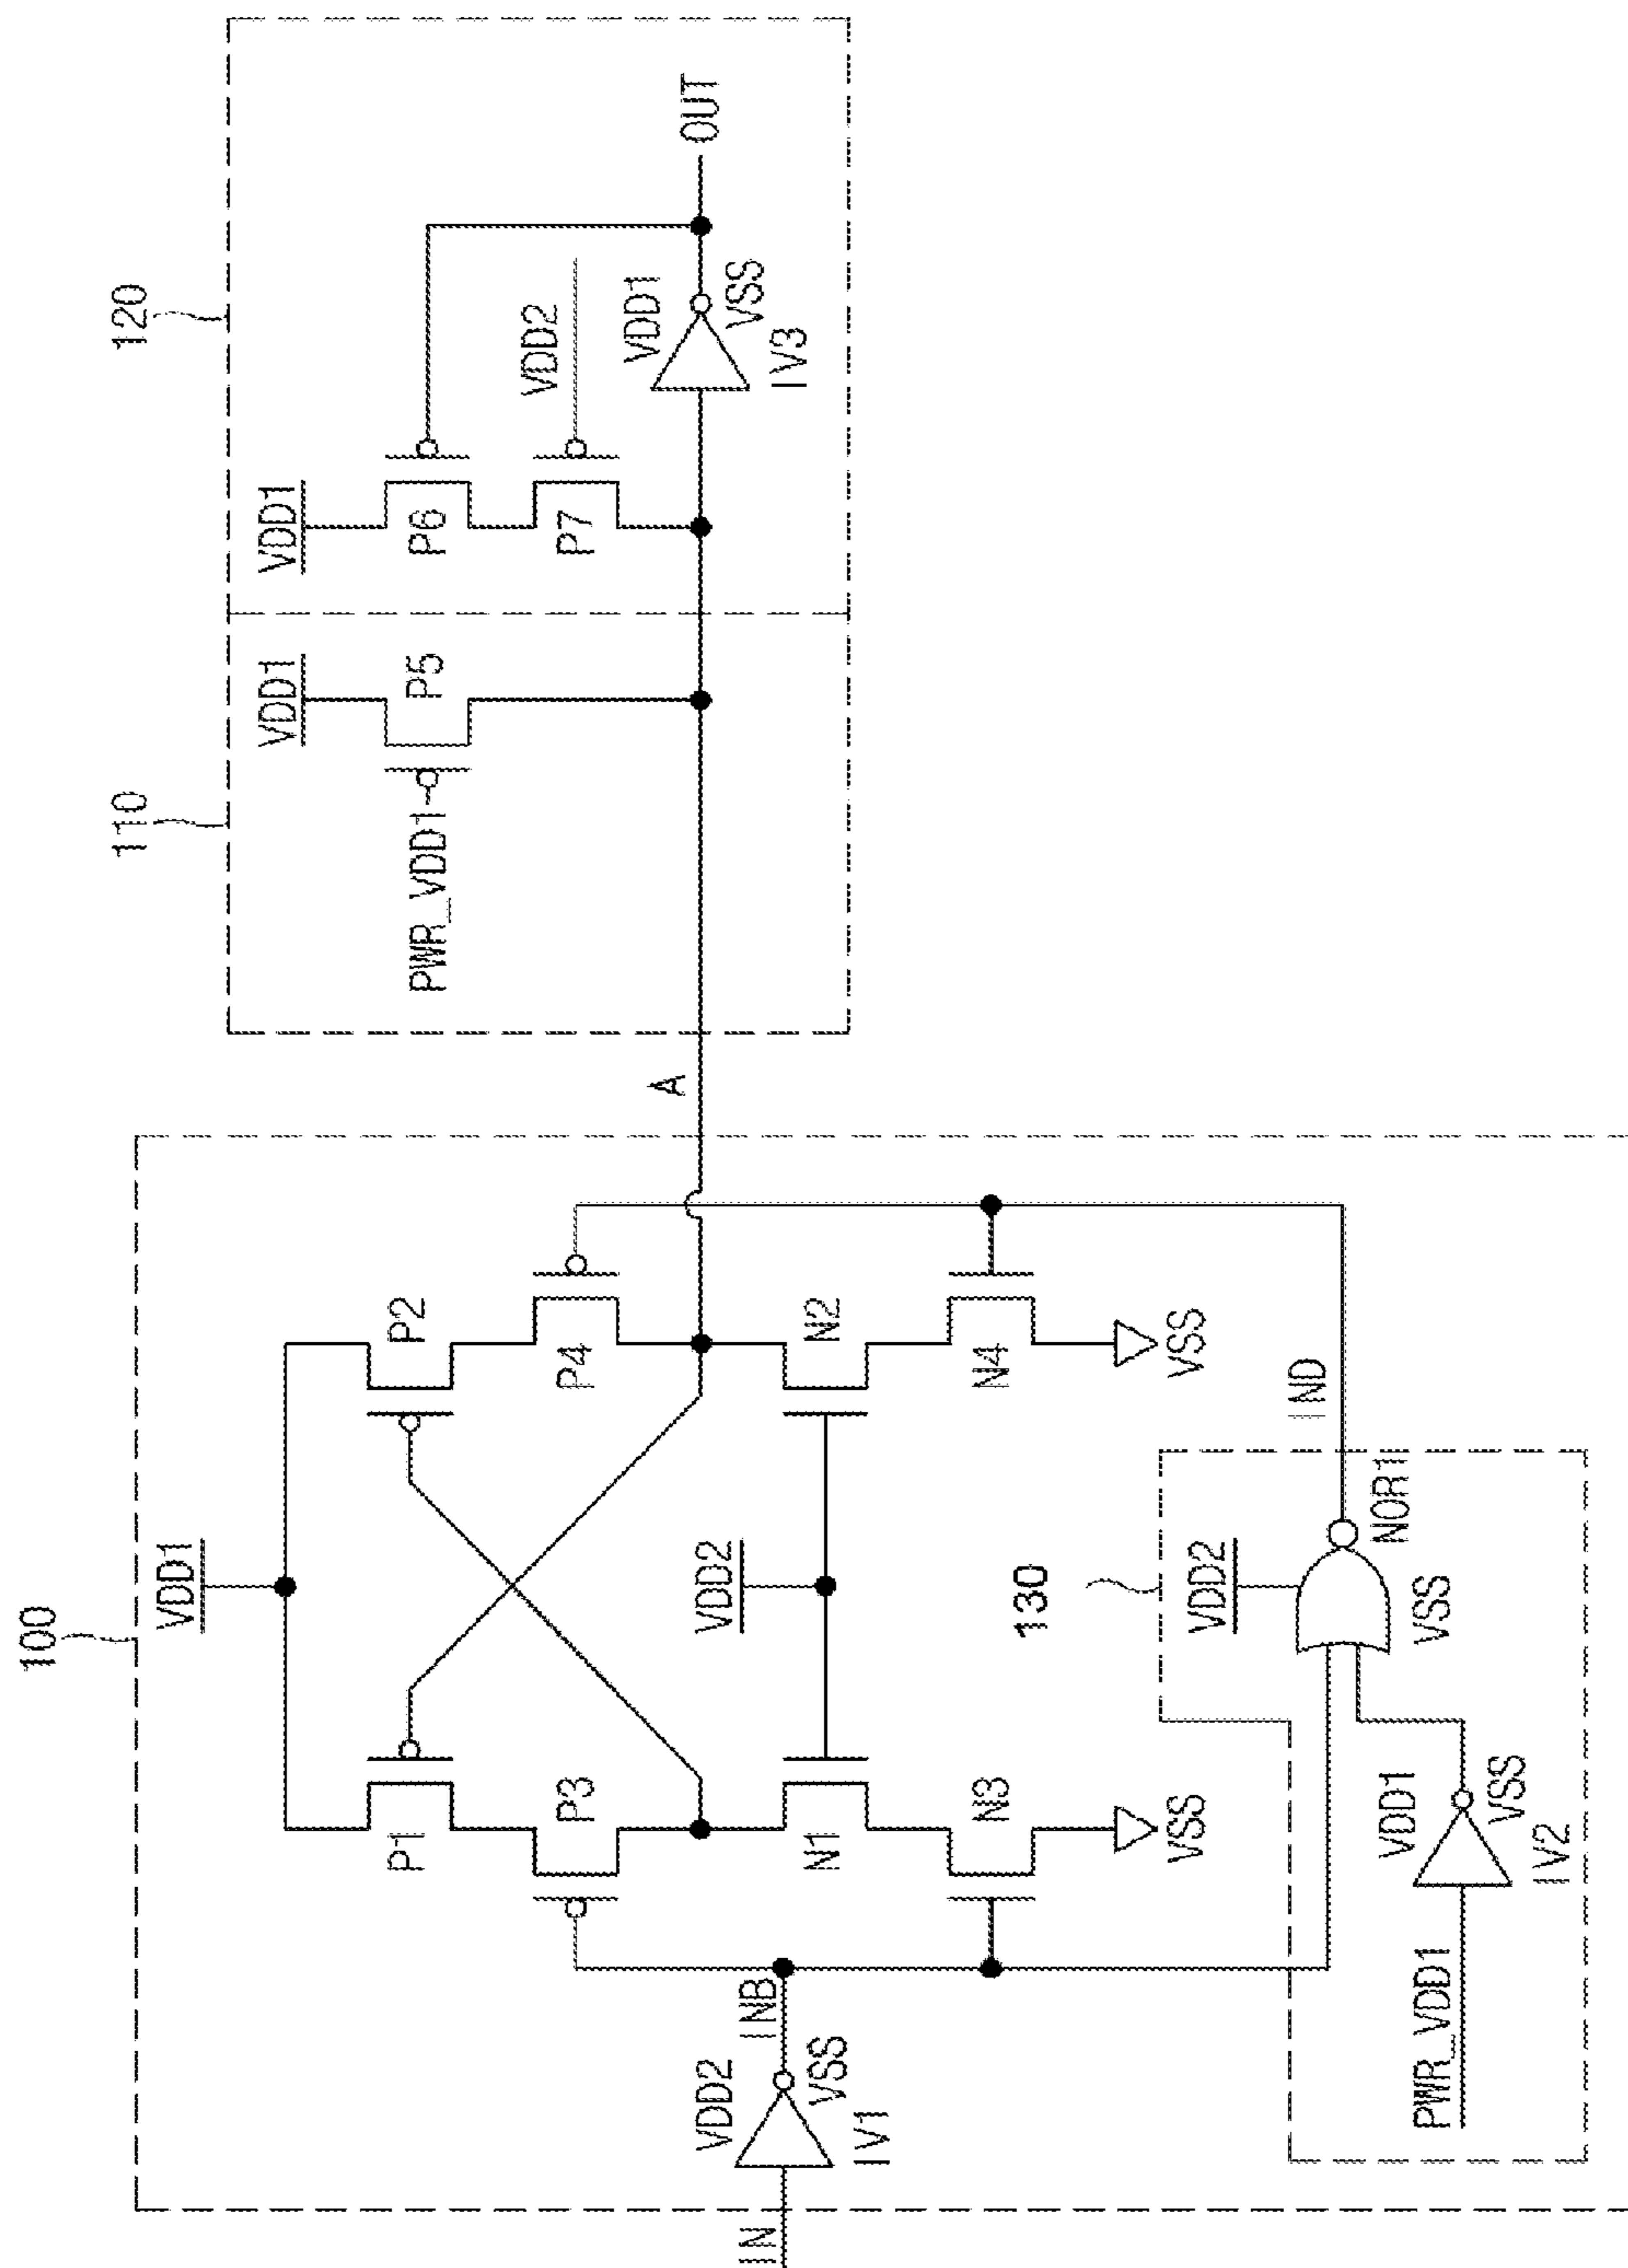 100
110
120
VDD1
P1
P2
P3
P4
VDD2
N1
N2
N3
N4
VSS
VSS
IN
VDD2
VSS
IV1
INB
130
VDD2
NOR1
VSS
IND
PWR_VDD1
VDD1
VSS
IV2
A
VDD1
P5
PWR_VDD1
VDD1
P6
P7
VDD2
VDD1
VSS
IV3
OUT